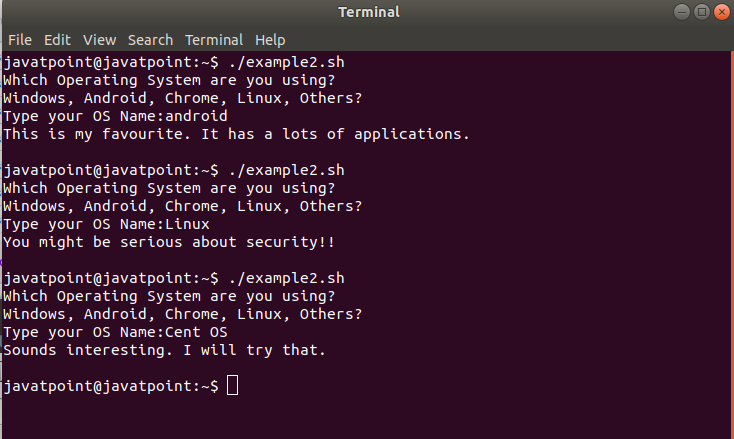 Terminal
File Edit View Search Terminal Help
javatpoint@javatpoint:~$ ./example2.sh
Which Operating System are you using?
Windows, Android, Chrome, Linux, Others?
Type your OS Name:android
This is my favourite. It has a lots of applications.
javatpoint@javatpoint:~$ ./example2.sh
Which Operating System are you using?
Windows, Android, Chrome, Linux, Others?
Type your OS Name:Linux
You might be serious about security!!
javatpoint@javatpoint:~$ ./example2.sh
Which Operating System are you using?
Windows, Android, Chrome, Linux, Others?
Type your OS Name:Cent OS
Sounds interesting. I will try that.
javatpoint@javatpoint:~$